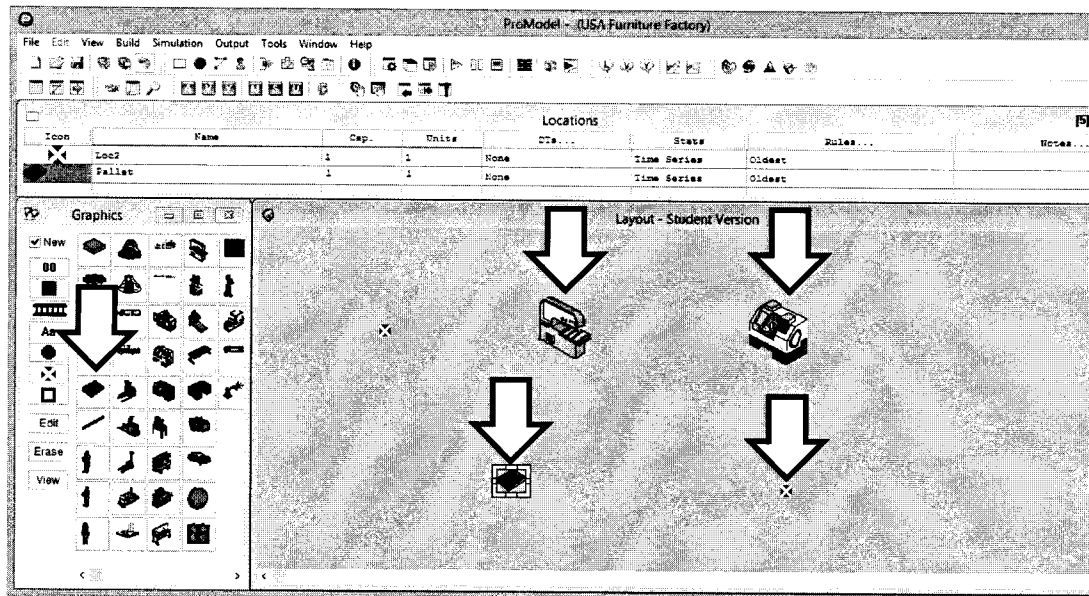 ProModel - (USA Furniture Factory)
File Edit View Build Simulation Output Tools Window Help
Locations
Icon Name Cap. Units DTs... Stats Rules... Notes...
Loc2 1 1 None Time Series Oldest
Pallet 1 1 None Time Series Oldest
Graphics
Layout - Student Version
New
Edit
Erase
View